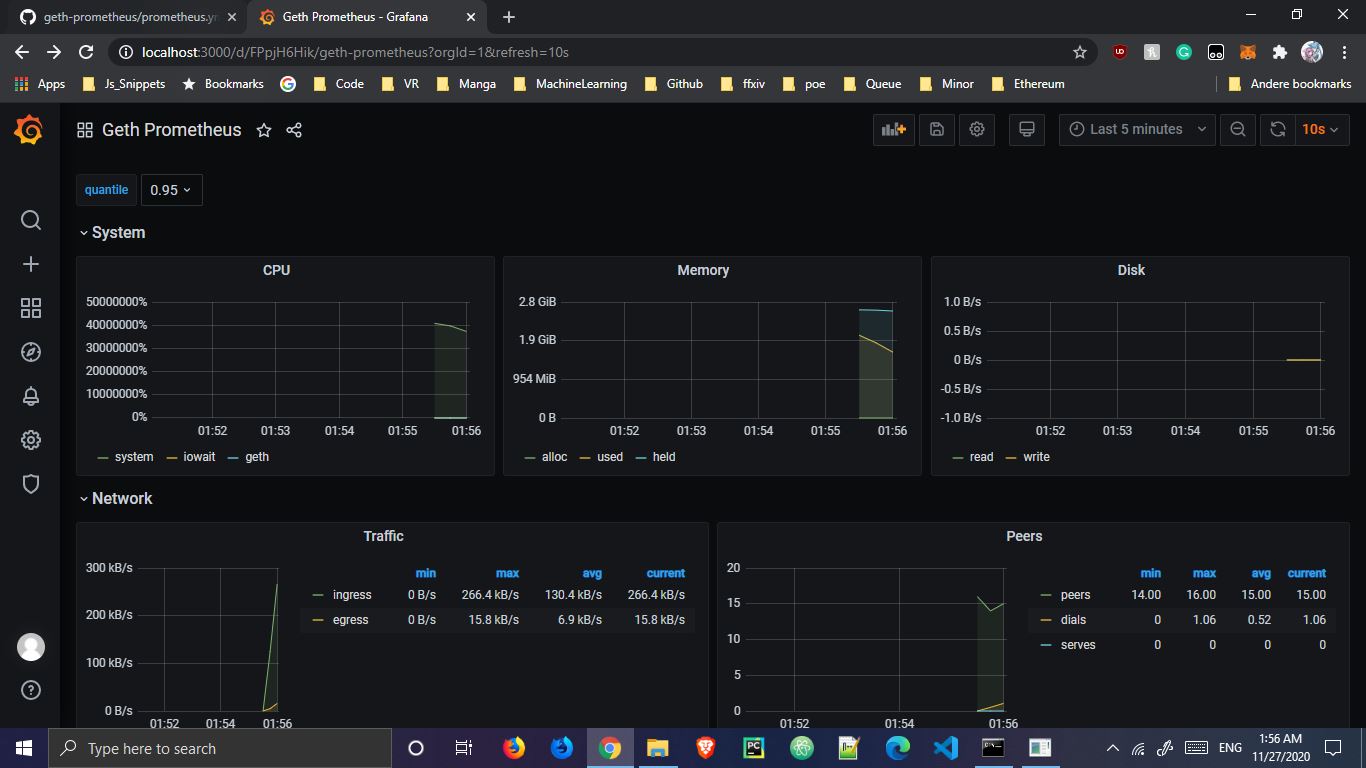 geth-prometheus/prometheus.yr
Geth Prometheus - Grafana
localhost:3000/d/FPpjH6Hik/geth-prometheus?orgId=1&refresh=10s
Apps Js_Snippets Bookmarks Code VR Manga MachineLearning Github ffxiv poe Queue Minor Ethereum Andere bookmarks
Geth Prometheus Last 5 minutes 10s
quantile 0.95
System
CPU
50000000%
40000000%
30000000%
20000000%
10000000%
0%
01:52 01:53 01:54 01:55 01:56
system iowait geth
Memory
2.8 GiB
1.9 GiB
954 MiB
0 B
01:52 01:53 01:54 01:55 01:56
alloc used held
Disk
1.0 B/s
0.5 B/s
0 B/s
-0.5 B/s
-1.0 B/s
01:52 01:53 01:54 01:55 01:56
read write
Network
Traffic
300 kB/s
200 kB/s
100 kB/s
0 B/s
01:52 01:54 01:56
min max avg current
ingress 0 B/s 266.4 kB/s 130.4 kB/s 266.4 kB/s
egress 0 B/s 15.8 kB/s 6.9 kB/s 15.8 kB/s
Peers
20
15
10
5
0
01:52 01:54 01:56
min max avg current
peers 14.00 16.00 15.00 15.00
dials 0 1.06 0.52 1.06
serves 0 0 0 0
Type here to search
PC
ENG
1:56 AM
11/27/2020